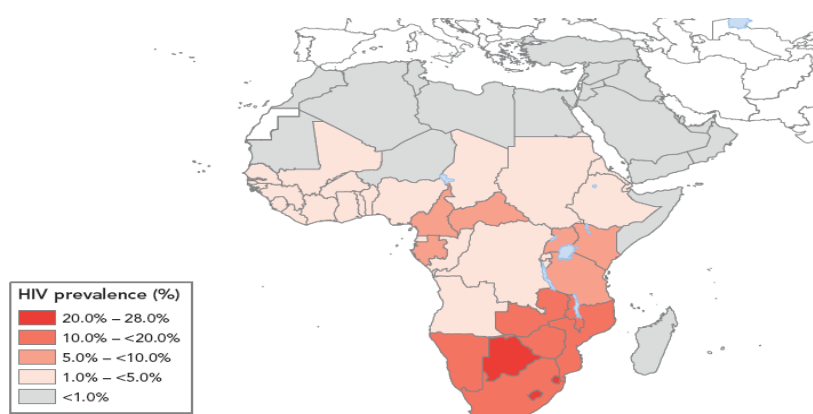 HIV prevalence (%)
20.0% – 28.0%
10.0% – <20.0%
5.0% – <10.0%
1.0% – <5.0%
<1.0%